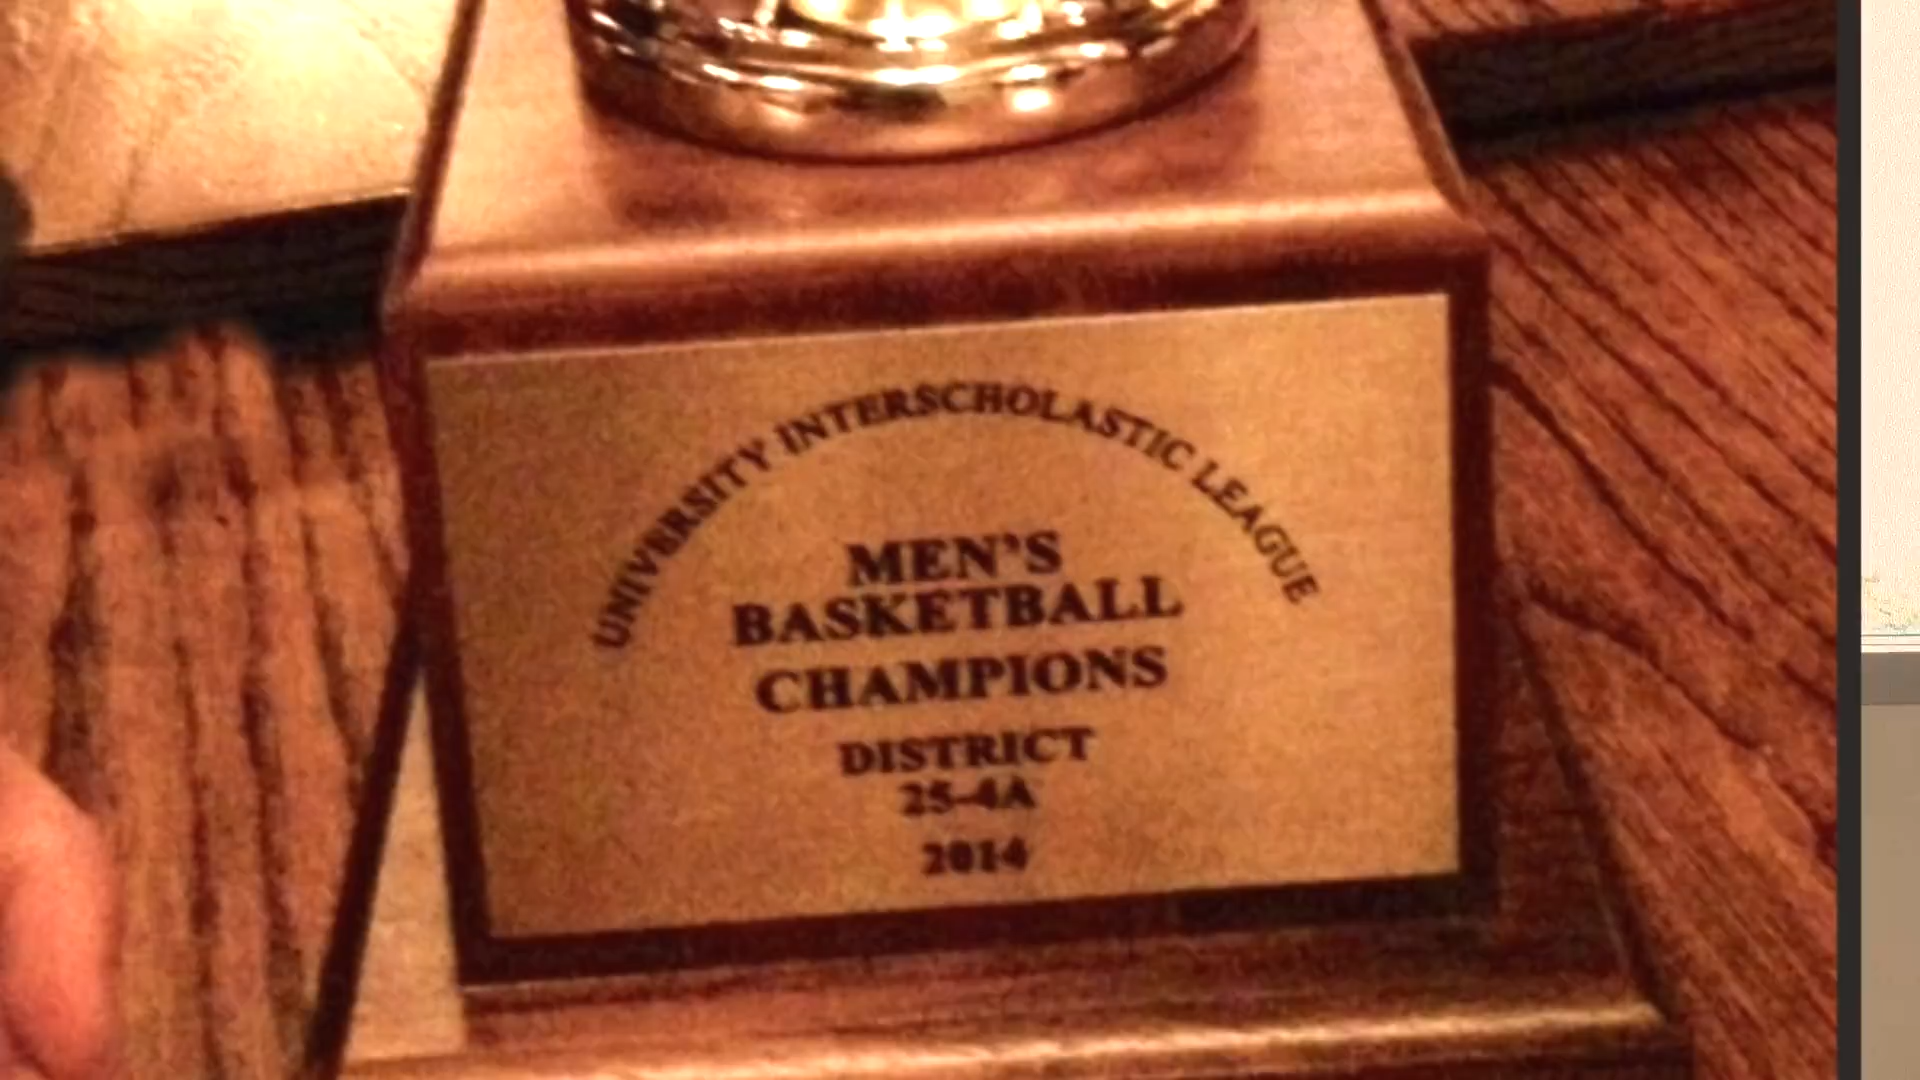 UNIVERSITY INTERSCHOLASTIC LEAGUE
MEN'S
BASKETBALL
CHAMPIONS
DISTRICT
25-4A
2014